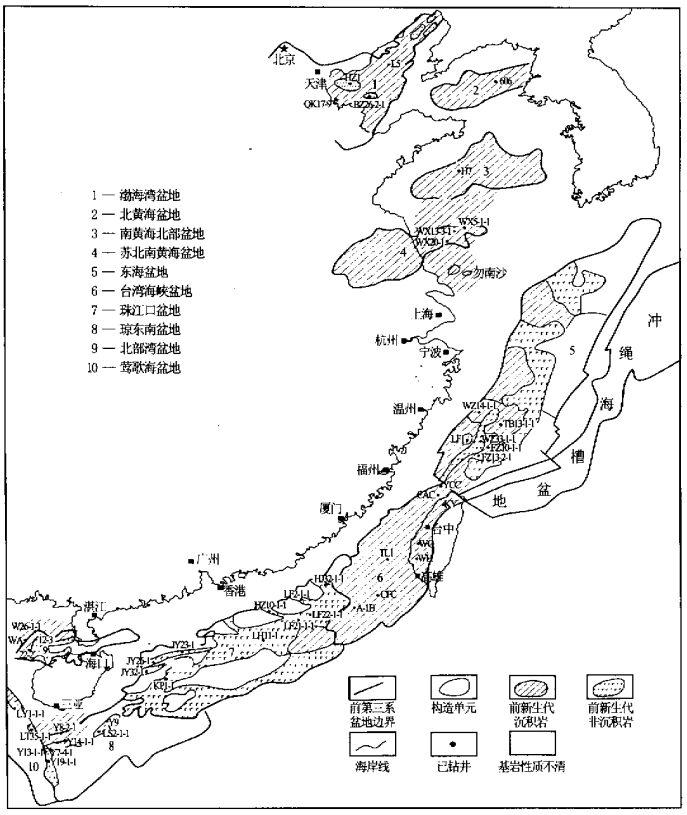 北京
天津
HZ1
L5
1
QK17-9
BZ26-2-1
2
606
H7
3
1 — 渤海湾盆地
2 — 北黄海盆地
3 — 南黄海北部盆地
4 — 苏北南黄海盆地
5 — 东海盆地
6 — 台湾海峡盆地
7 — 珠江口盆地
8 — 琼东南盆地
9 — 北部湾盆地
10 — 莺歌海盆地
WX5-1-1
WX13-3-1
WX20-1
4
勿南沙
上海
杭州
宁波
5
冲
绳
海
槽
盆
地
温州
WZ14-1-1
TB13-1-1
LF1
WZ33-1-1
FZ10-1-1
FZ13-2-1
福州
YCC
CAC
厦门
台中
TL1
WG
WH
6
高雄
CFC
A-1B
广州
香港
湛江
HJ32-1-1
LF2-1-1
HZ10-1-1
LF22-1-1
LF21-1-1
LH11-1
W26-1-1
WA
12-3
9
海口
JY23-1
JY26-1
JY32-1
KP1-1
三亚
LY1-1-1
Y8-2-1
Y9
LS2-1-1
LT35-1-1
Y14-1-1
Y13-1-1
Y7-4-1
8
Y19-1-1
10
前第三系
盆地边界
构造单元
前新生代
沉积岩
前新生代
非沉积岩
海岸线
已钻井
基岩性质不清